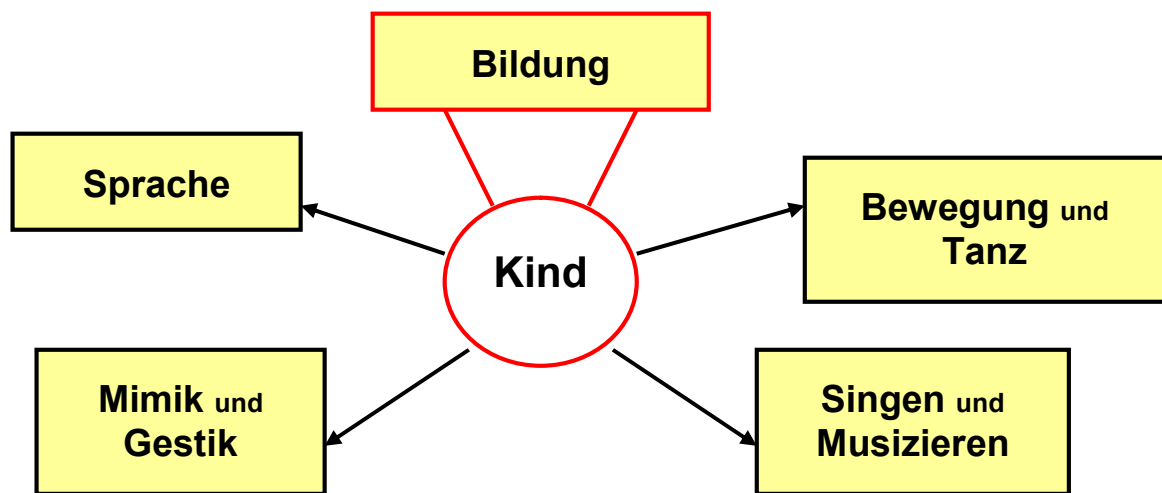 Bildung
Sprache
Bewegung und
Tanz
Kind
Mimik und
Gestik
Singen und
Musizieren